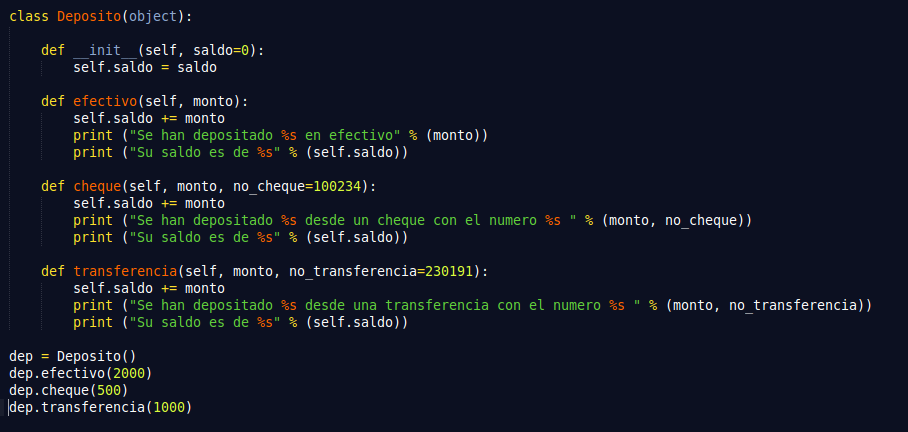 class Deposito(object):
    def __init__(self, saldo=0):
        self.saldo = saldo
    def efectivo(self, monto):
        self.saldo += monto
        print ("Se han depositado %s en efectivo" % (monto))
        print ("Su saldo es de %s" % (self.saldo))
    def cheque(self, monto, no_cheque=100234):
        self.saldo += monto
        print ("Se han depositado %s desde un cheque con el numero %s " % (monto, no_cheque))
        print ("Su saldo es de %s" % (self.saldo))
    def transferencia(self, monto, no_transferencia=230191):
        self.saldo += monto
        print ("Se han depositado %s desde una transferencia con el numero %s " % (monto, no_transferencia))
        print ("Su saldo es de %s" % (self.saldo))
dep = Deposito()
dep.efectivo(2000)
dep.cheque(500)
dep.transferencia(1000)